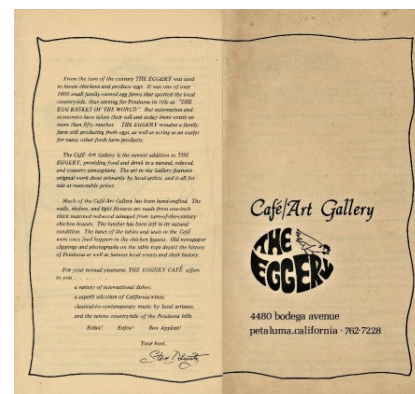 From the turn of the century THE EGGERY was used
to house chickens and produce eggs. It was one of over
1000 small family-owned egg farms that spotted the local
countryside, thus earning for Petaluma its title as "THE
EGG BASKET OF THE WORLD". But automation and
economics have taken their toll and today there exists no
more than fifty ranches. THE EGGERY remains a family
farm still producing fresh eggs, as well as acting as an outlet
for many other fresh farm products.
The Café-Art Gallery is the newest addition to THE
EGGERY, providing food and drink in a natural, relaxed,
and country atmosphere. The art in the Gallery features
original work done primarily by local artists, and is all for
sale at reasonable prices.
Much of the Café-Art Gallery has been hand-crafted. The
walls, shelves, and light fixtures are made from one-inch
thick seasoned redwood salvaged from turn-of-the-century
chicken houses. The lumber has been left in its natural
condition. The bases of the tables and seats in the Café
were once feed hoppers in the chicken houses. Old newspaper
clippings and photographs on the table tops depict the history
of Petaluma as well as famous local events and their history.
For your sensual pleasures, THE EGGERY CAFÉ offers
to you . . . . .
a variety of international dishes,
a superb selection of California wines,
classical-to-contemporary music by local artisans,
and the serene countryside of the Petaluma hills . .
Relax! Enjoy! Bon Appétit!
Your host,
Café/Art Gallery
THE
EGGERY
4480 bodega avenue
petaluma,california · 762-7228